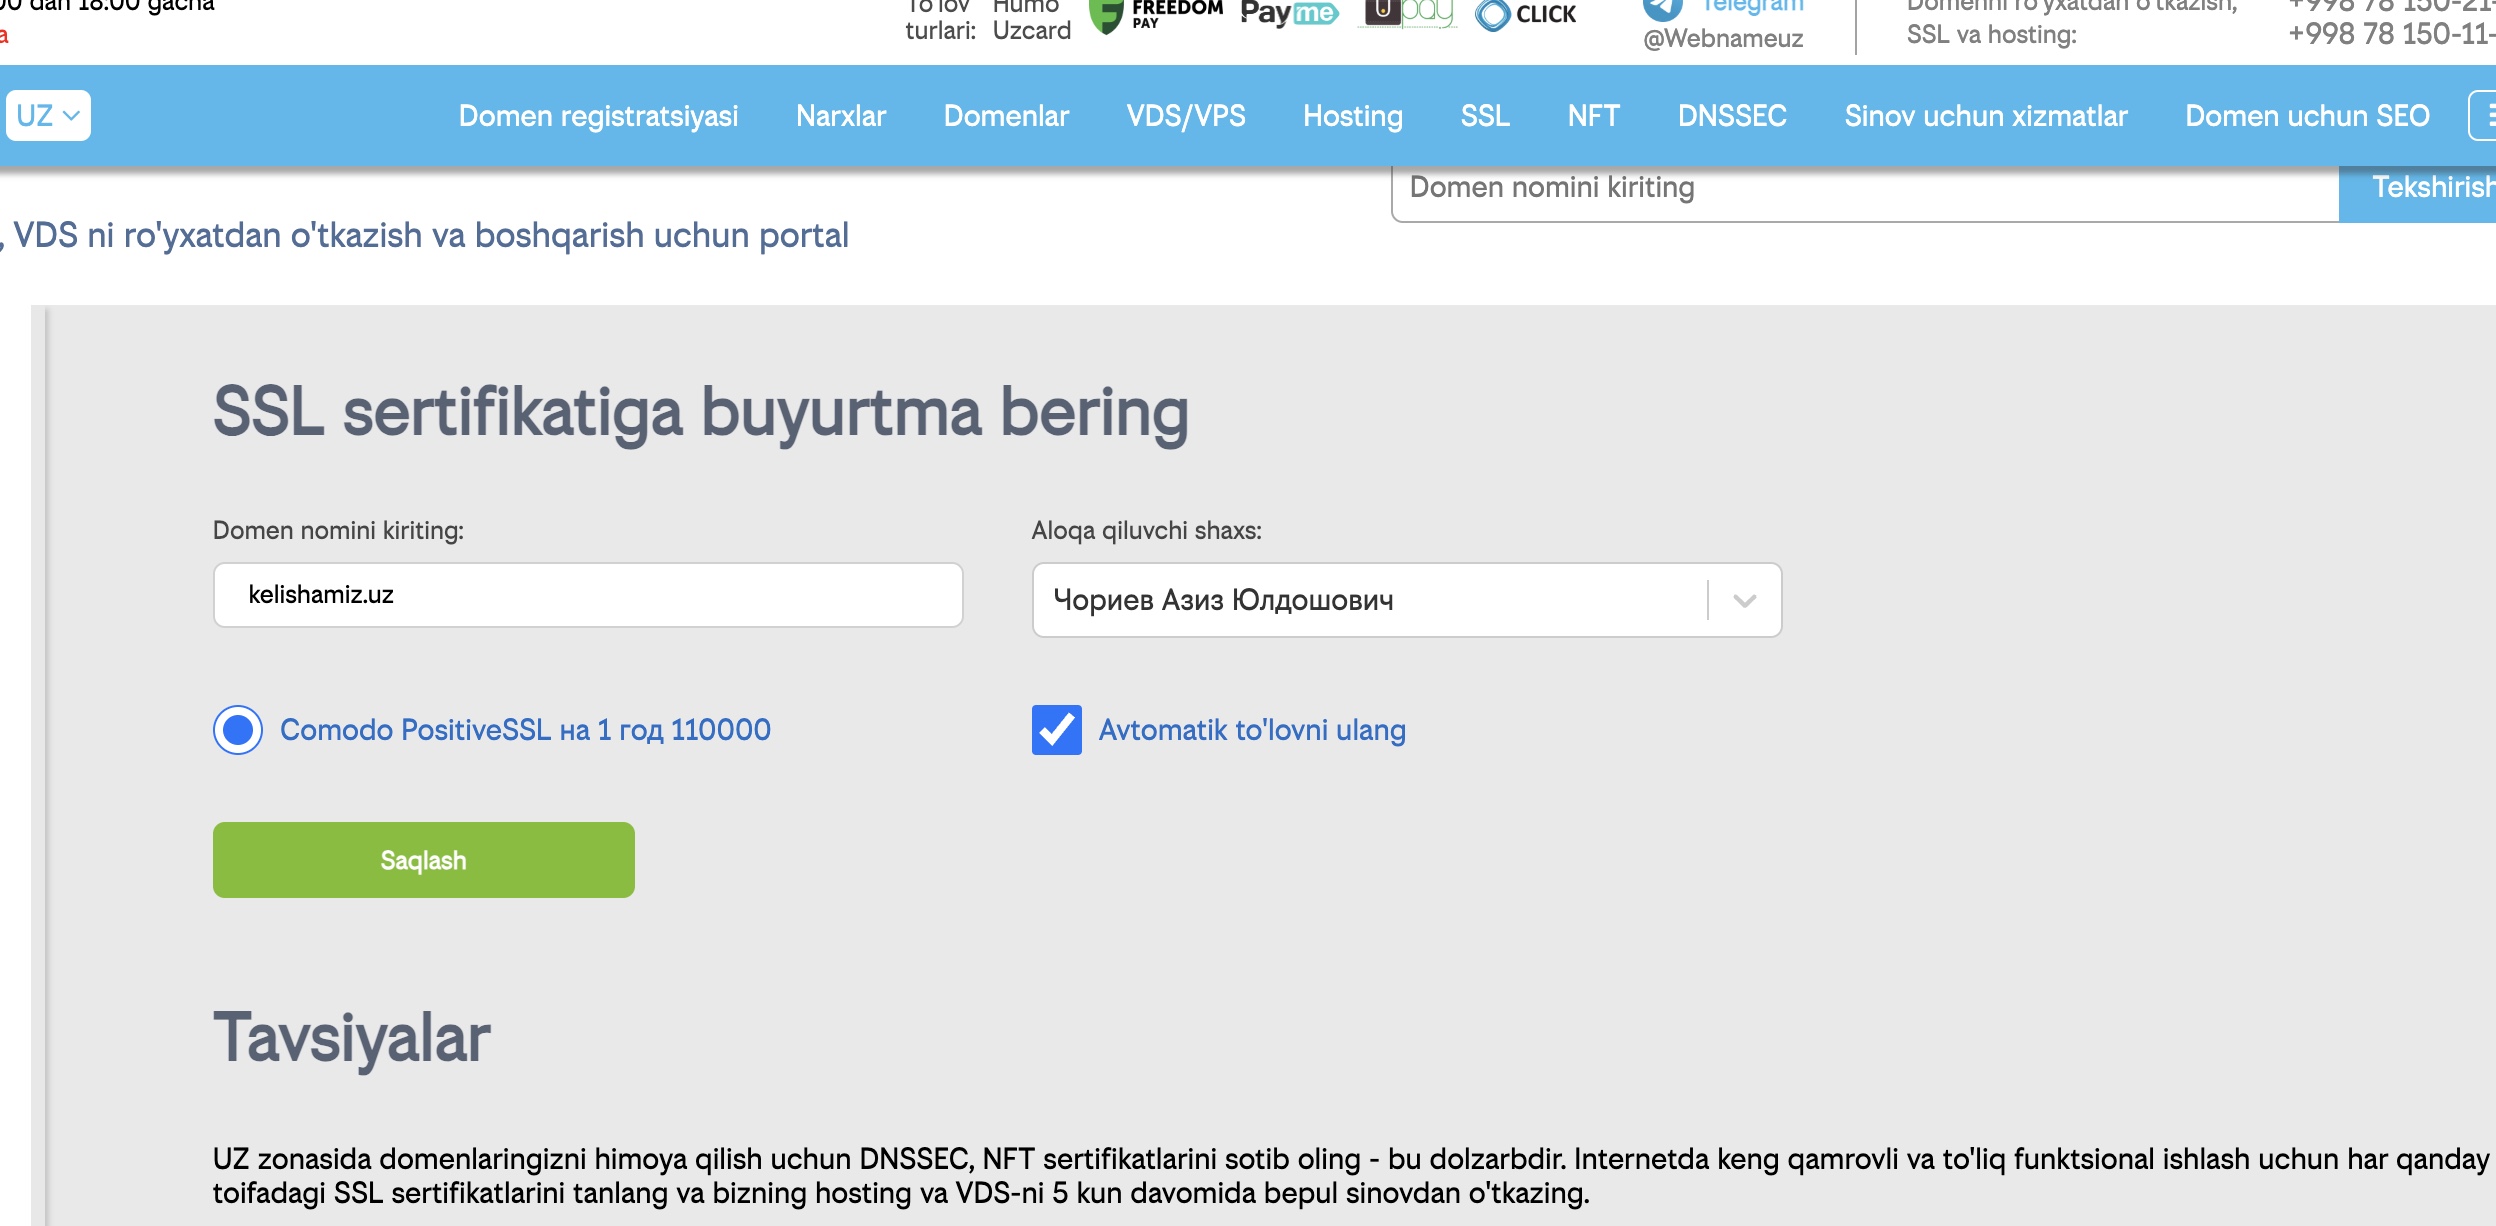 00 dan 18:00 gacha
a
To'lov turlari:
Humo
Uzcard
FREEDOM
PAY
Payme
Upay
CLICK
Telegram
@Webnameuz
Domenni ro'yxatdan o'tkazish,
SSL va hosting:
+998 78 150-21-
+998 78 150-11-
UZ
Domen registratsiyasi
Narxlar
Domenlar
VDS/VPS
Hosting
SSL
NFT
DNSSEC
Sinov uchun xizmatlar
Domen uchun SEO
Domen nomini kiriting
Tekshirish
, VDS ni ro'yxatdan o'tkazish va boshqarish uchun portal
SSL sertifikatiga buyurtma bering
Domen nomini kiriting:
Aloqa qiluvchi shaxs:
kelishamiz.uz
Чориев Азиз Юлдошович
Comodo PositiveSSL на 1 год 110000
Avtomatik to'lovni ulang
Saqlash
Tavsiyalar
UZ zonasida domenlaringizni himoya qilish uchun DNSSEC, NFT sertifikatlarini sotib oling - bu dolzarbdir. Internetda keng qamrovli va to'liq funktsional ishlash uchun har qanday
toifadagi SSL sertifikatlarini tanlang va bizning hosting va VDS-ni 5 kun davomida bepul sinovdan o'tkazing.